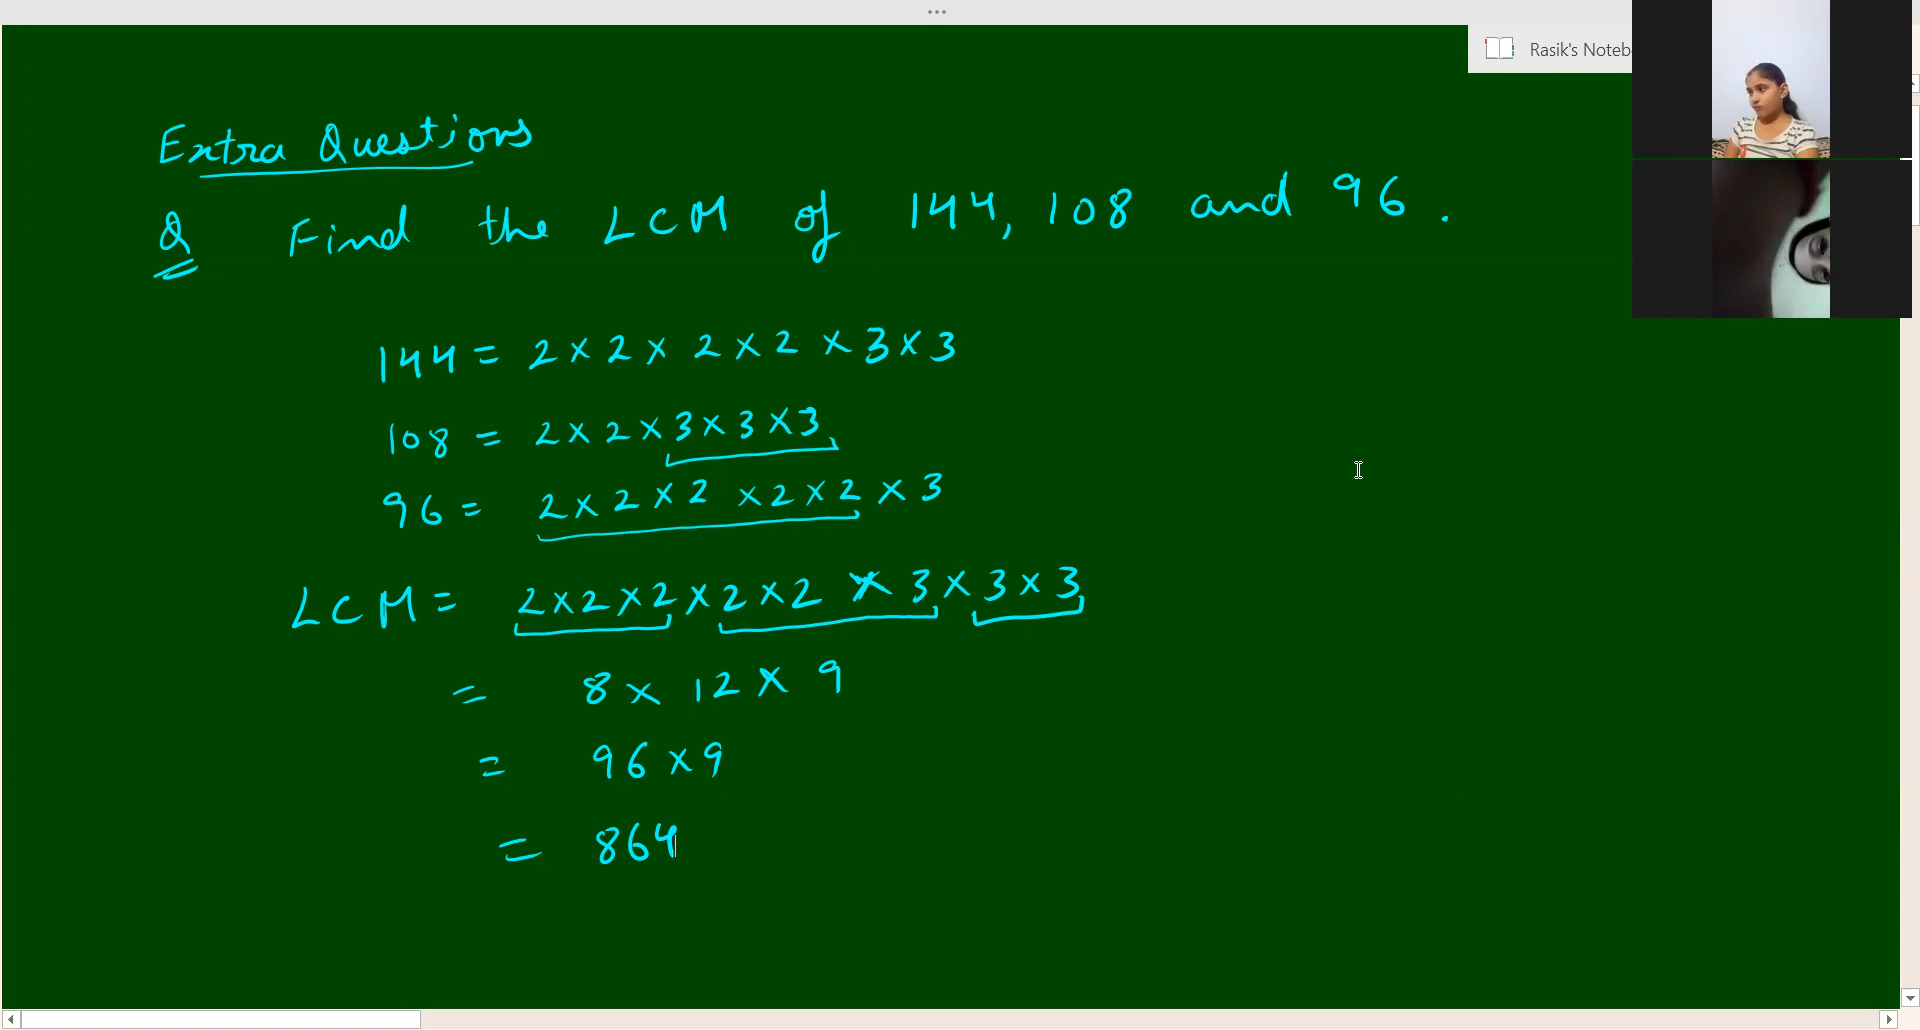 Rasik's Noteb
Extra Questions
Q Find the LCM of 144, 108 and 96.
144 = 2 × 2 × 2 × 2 × 3 × 3
108 = 2 × 2 × 3 × 3 × 3
96 = 2 × 2 × 2 × 2 × 2 × 3
LCM = 2 × 2 × 2 × 2 × 2 × 3 × 3 × 3
= 8 × 12 × 9
= 96 × 9
= 864